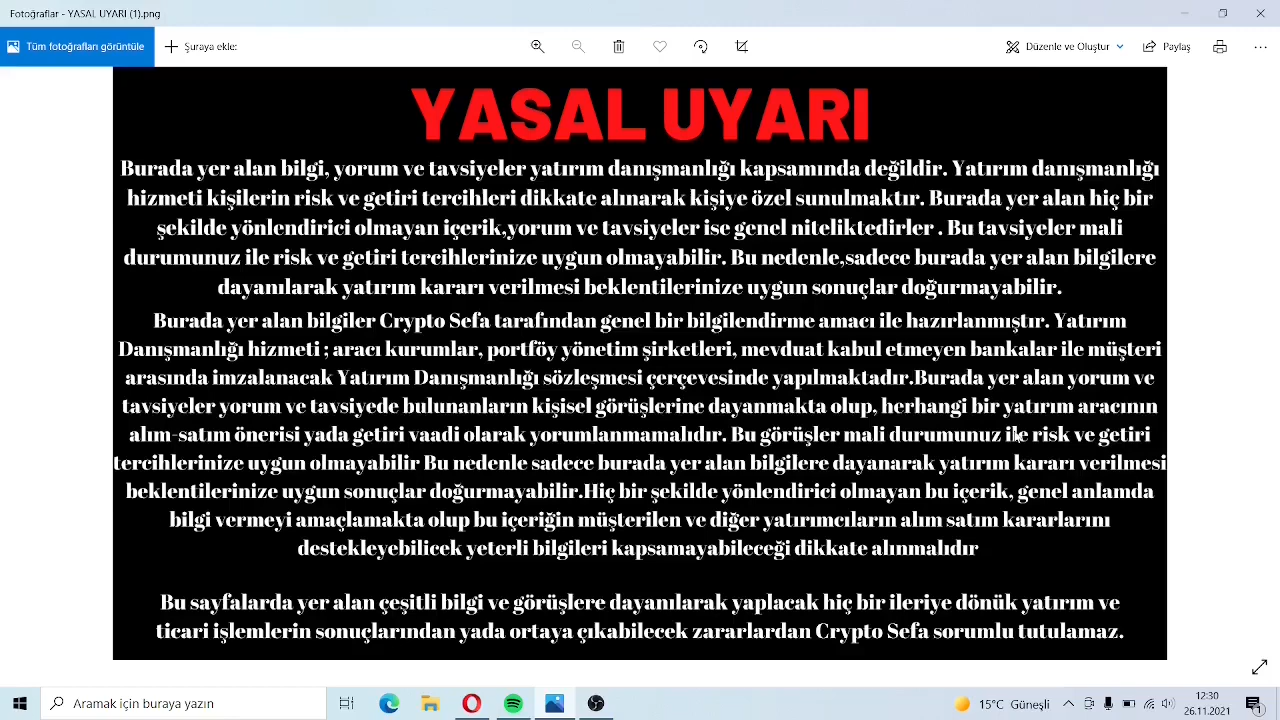 Fotoğraflar - YASAL UYARI (1).png
Tüm fotoğrafları görüntüle
Şuraya ekle:
Düzenle ve Oluştur
Paylaş
YASAL UYARI
Burada yer alan bilgi, yorum ve tavsiyeler yatırım danışmanlığı kapsamında değildir. Yatırım danışmanlığı
hizmeti kişilerin risk ve getiri tercihleri dikkate alınarak kişiye özel sunulmaktır. Burada yer alan hiç bir
şekilde yönlendirici olmayan içerik,yorum ve tavsiyeler ise genel niteliktedirler . Bu tavsiyeler mali
durumunuz ile risk ve getiri tercihlerinize uygun olmayabilir. Bu nedenle,sadece burada yer alan bilgilere
dayanılarak yatırım kararı verilmesi beklentilerinize uygun sonuçlar doğurmayabilir.
Burada yer alan bilgiler Crypto Sefa tarafından genel bir bilgilendirme amacı ile hazırlanmıştır. Yatırım
Danışmanlığı hizmeti ; aracı kurumlar, portföy yönetim şirketleri, mevduat kabul etmeyen bankalar ile müşteri
arasında imzalanacak Yatırım Danışmanlığı sözleşmesi çerçevesinde yapılmaktadır.Burada yer alan yorum ve
tavsiyeler yorum ve tavsiyede bulunanların kişisel görüşlerine dayanmakta olup, herhangi bir yatırım aracının
alım-satım önerisi yada getiri vaadi olarak yorumlanmamalıdır. Bu görüşler mali durumunuz ile risk ve getiri
tercihlerinize uygun olmayabilir Bu nedenle sadece burada yer alan bilgilere dayanarak yatırım kararı verilmesi
beklentilerinize uygun sonuçlar doğurmayabilir.Hiç bir şekilde yönlendirici olmayan bu içerik, genel anlamda
bilgi vermeyi amaçlamakta olup bu içeriğin müşterilen ve diğer yatırımcıların alım satım kararlarını
destekleyebilicek yeterli bilgileri kapsamayabileceği dikkate alınmalıdır
Bu sayfalarda yer alan çeşitli bilgi ve görüşlere dayanılarak yaplacak hiç bir ileriye dönük yatırım ve
ticari işlemlerin sonuçlarından yada ortaya çıkabilecek zararlardan Crypto Sefa sorumlu tutulamaz.
Aramak için buraya yazın
15°C Güneşli
12:30
26.11.2021
1